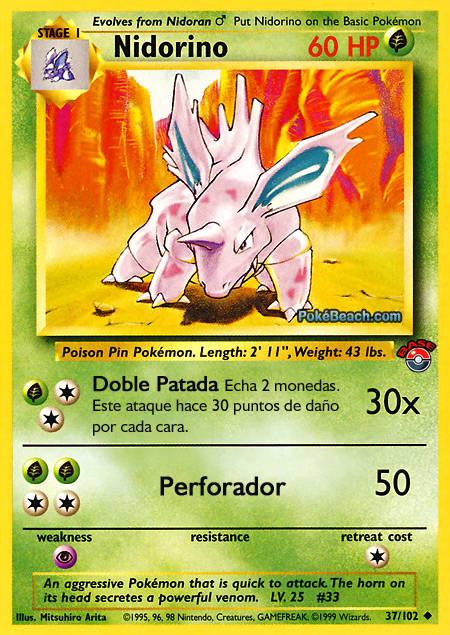 Evolves from Nidoran ♂ Put Nidorino on the Basic Pokémon
STAGE 1
Nidorino 60 HP
PokéBeach.com
Poison Pin Pokémon. Length: 2' 11", Weight: 43 lbs.
BASE
Doble Patada Echa 2 monedas.
Este ataque hace 30 puntos de daño
por cada cara.
30x
Perforador 50
weakness resistance retreat cost
An aggressive Pokémon that is quick to attack. The horn on
its head secretes a powerful venom. LV. 25 #33
Illus. Mitsuhiro Arita ©1995, 96, 98 Nintendo, Creatures, GAMEFREAK. ©1999 Wizards. 37/102 ◆